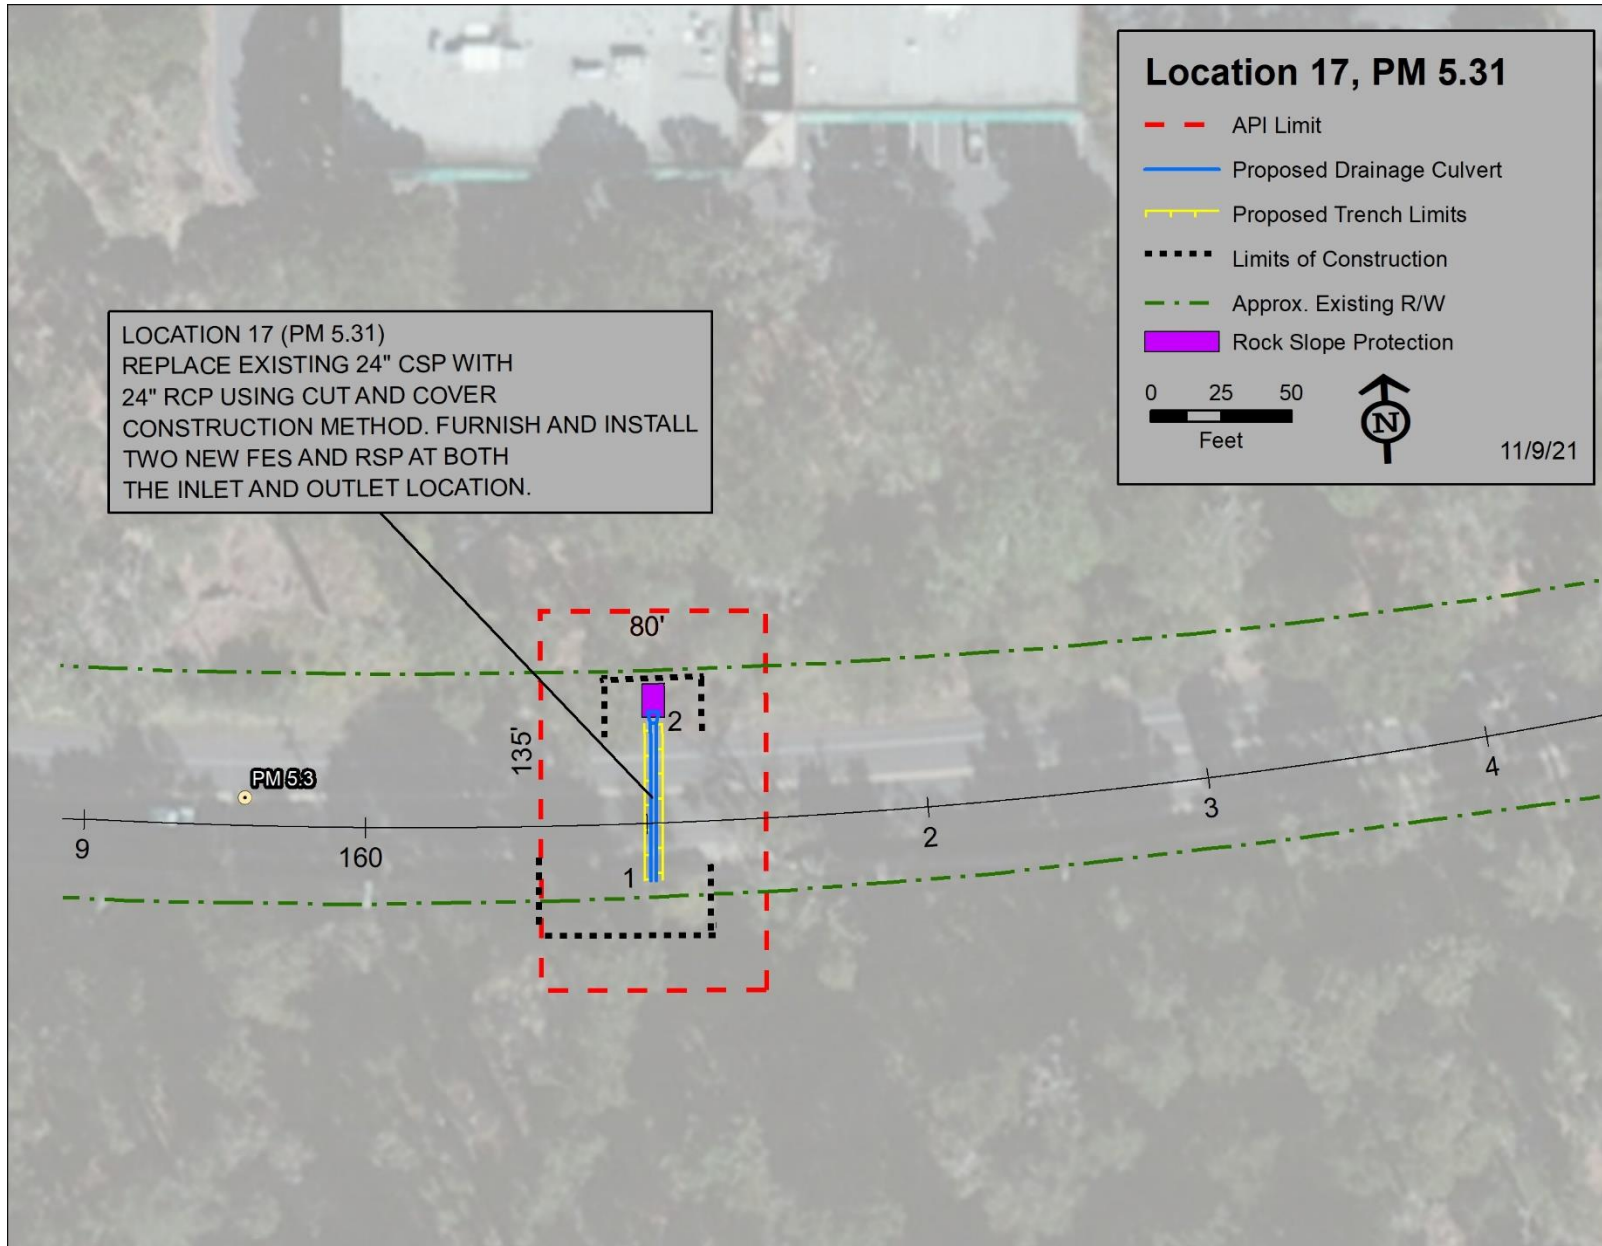 Location 17, PM 5.31
API Limit
Proposed Drainage Culvert
Proposed Trench Limits
Limits of Construction
Approx. Existing R/W
Rock Slope Protection
0 25 50
Feet
N
11/9/21
LOCATION 17 (PM 5.31)
REPLACE EXISTING 24" CSP WITH
24" RCP USING CUT AND COVER
CONSTRUCTION METHOD. FURNISH AND INSTALL
TWO NEW FES AND RSP AT BOTH
THE INLET AND OUTLET LOCATION.
80'
135'
2
PM 5.3
1
9
160
2
3
4